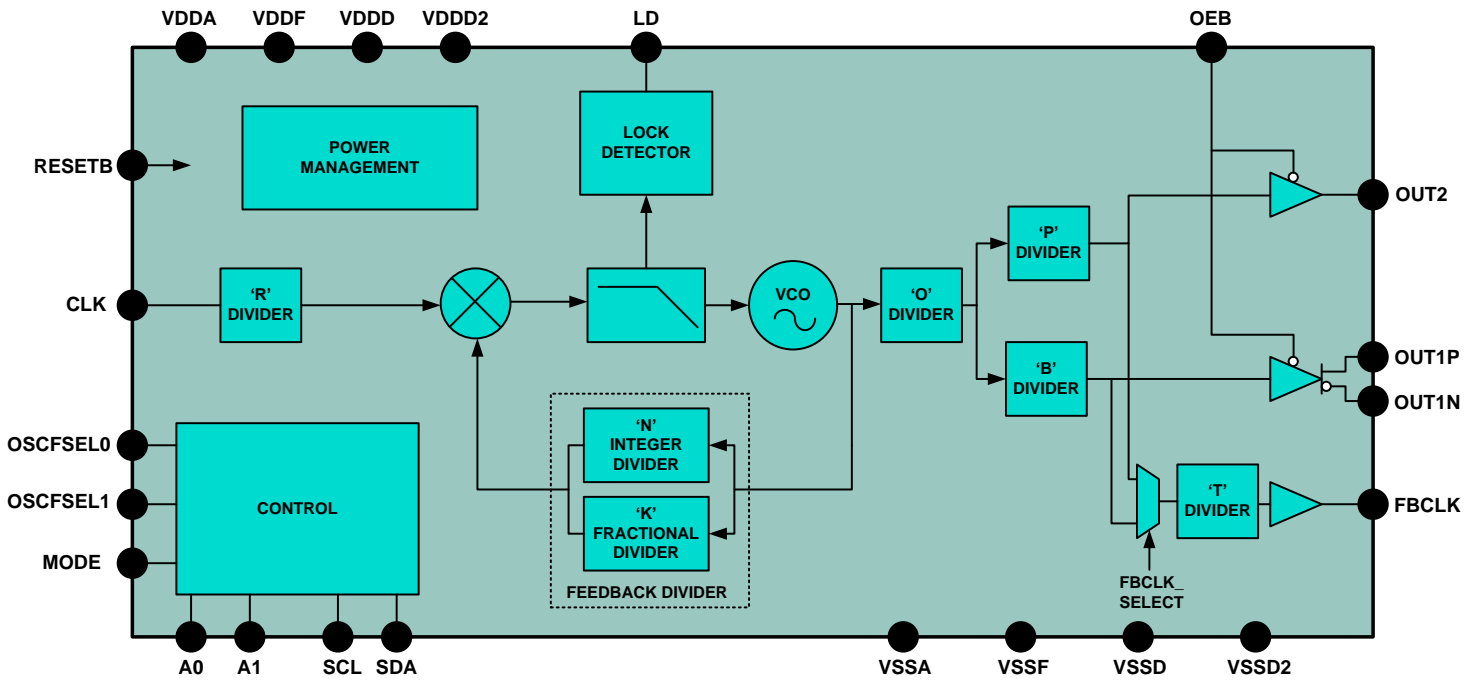 VDDA
VDDF
VDDD
VDDD2
LD
OEB
RESETB
POWER
MANAGEMENT
LOCK
DETECTOR
OUT2
CLK
‘R’
DIVIDER
VCO
‘O’
DIVIDER
‘P’
DIVIDER
‘B’
DIVIDER
OUT1P
OUT1N
OSCFSEL0
OSCFSEL1
MODE
CONTROL
‘N’
INTEGER
DIVIDER
‘K’
FRACTIONAL
DIVIDER
FEEDBACK DIVIDER
‘T’
DIVIDER
FBCLK
FBCLK_
SELECT
A0
A1
SCL
SDA
VSSA
VSSF
VSSD
VSSD2